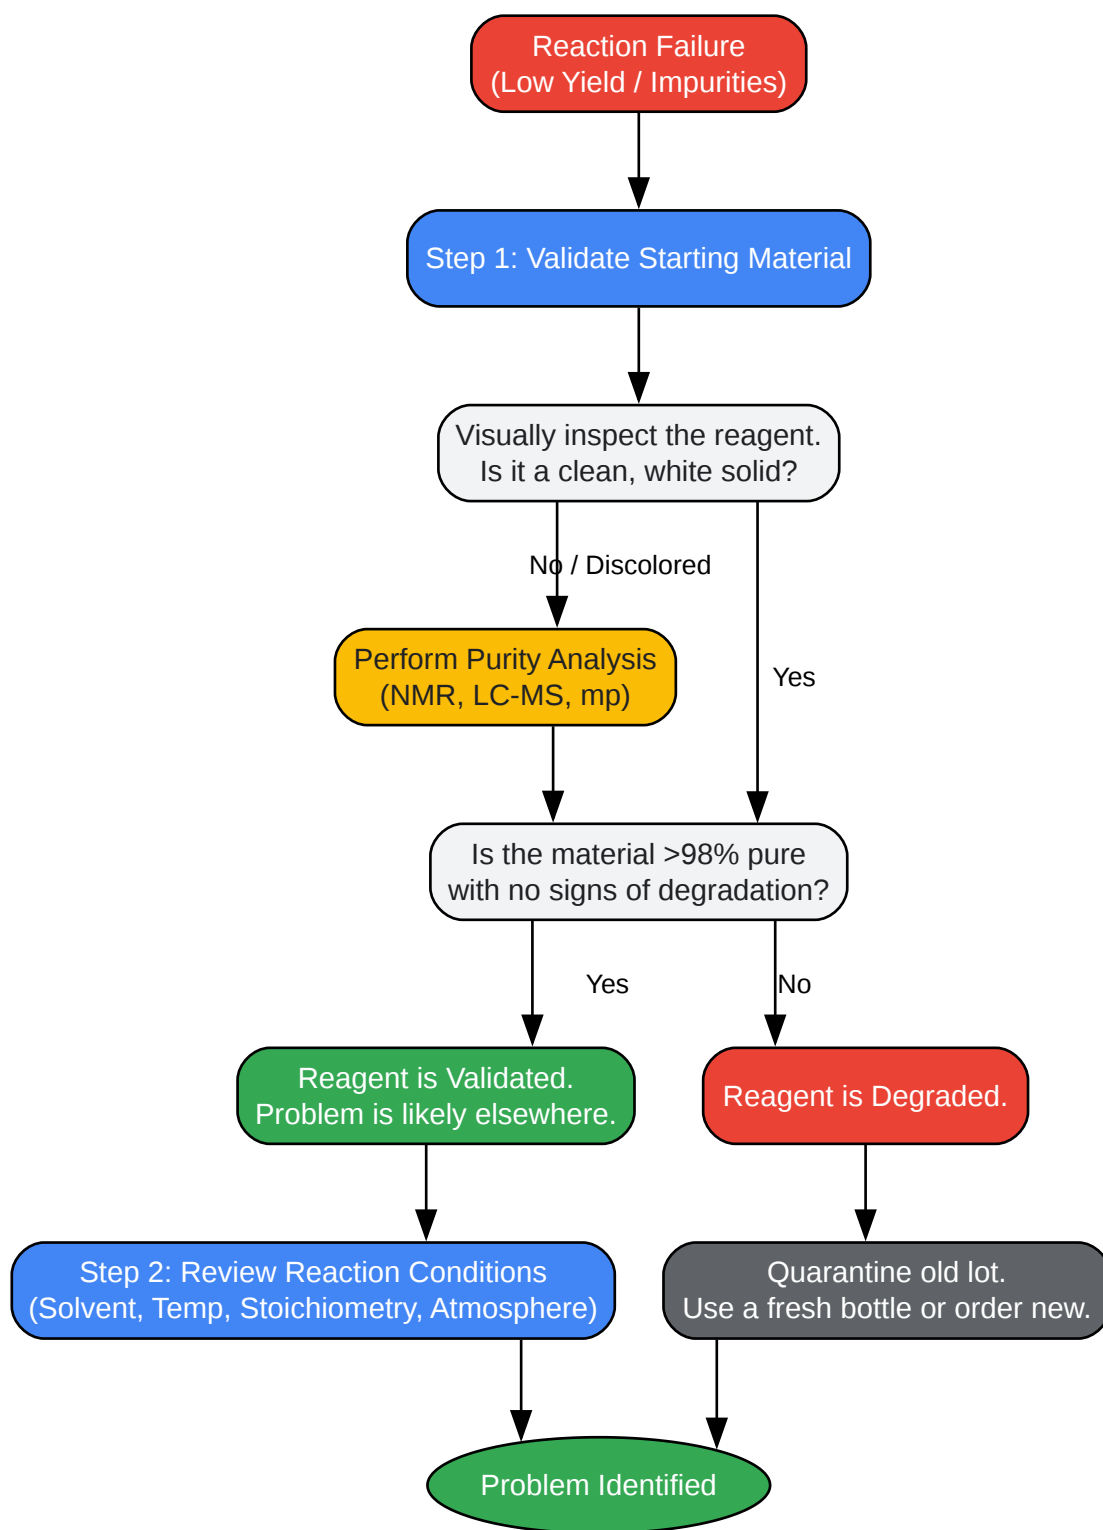 Reaction Failure
(Low Yield / Impurities)
Step 1: Validate Starting Material
Visually inspect the reagent.
Is it a clean, white solid?
No / Discolored
Perform Purity Analysis
(NMR, LC-MS, mp)
Yes
Is the material >98% pure
with no signs of degradation?
Yes
No
Reagent is Validated.
Problem is likely elsewhere.
Reagent is Degraded.
Step 2: Review Reaction Conditions
(Solvent, Temp, Stoichiometry, Atmosphere)
Quarantine old lot.
Use a fresh bottle or order new.
Problem Identified